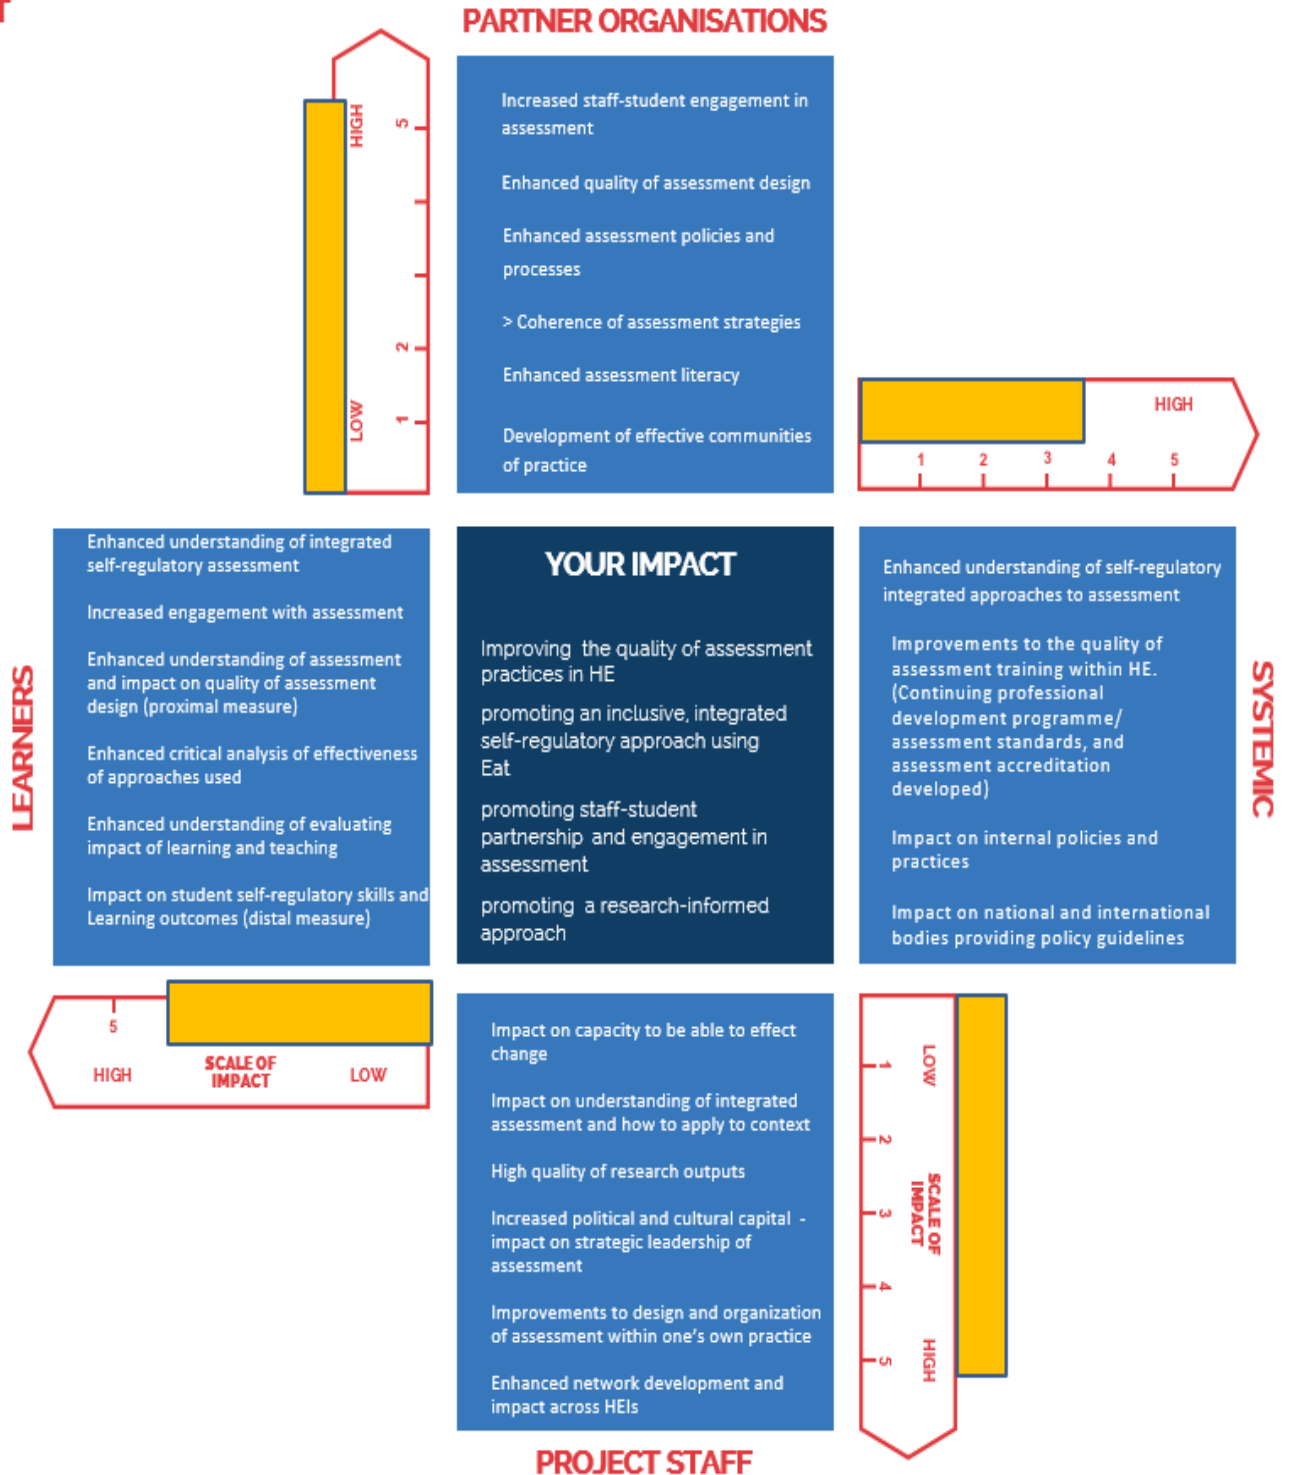 PARTNER ORGANISATIONS
HIGH
5
2
LOW
1
Increased staff-student engagement in
assessment
Enhanced quality of assessment design
Enhanced assessment policies and
processes
> Coherence of assessment strategies
Enhanced assessment literacy
Development of effective communities
of practice
HIGH
1 2 3 4 5
LEARNERS
Enhanced understanding of integrated
self-regulatory assessment
Increased engagement with assessment
Enhanced understanding of assessment
and impact on quality of assessment
design (proximal measure)
Enhanced critical analysis of effectiveness
of approaches used
Enhanced understanding of evaluating
impact of learning and teaching
Impact on student self-regulatory skills and
Learning outcomes (distal measure)
YOUR IMPACT
Improving the quality of assessment
practices in HE
promoting an inclusive, integrated
self-regulatory approach using
Eat
promoting staff-student
partnership and engagement in
assessment
promoting a research-informed
approach
Enhanced understanding of self-regulatory
integrated approaches to assessment
Improvements to the quality of
assessment training within HE.
(Continuing professional
development programme/
assessment standards, and
assessment accreditation
developed)
Impact on internal policies and
practices
Impact on national and international
bodies providing policy guidelines
SYSTEMIC
5
HIGH
SCALE OF
IMPACT
LOW
Impact on capacity to be able to effect
change
Impact on understanding of integrated
assessment and how to apply to context
High quality of research outputs
Increased political and cultural capital -
impact on strategic leadership of
assessment
Improvements to design and organization
of assessment within one's own practice
Enhanced network development and
impact across HEIs
LOW
1
2
SCALE OF
IMPACT
3
4
HIGH
5
PROJECT STAFF